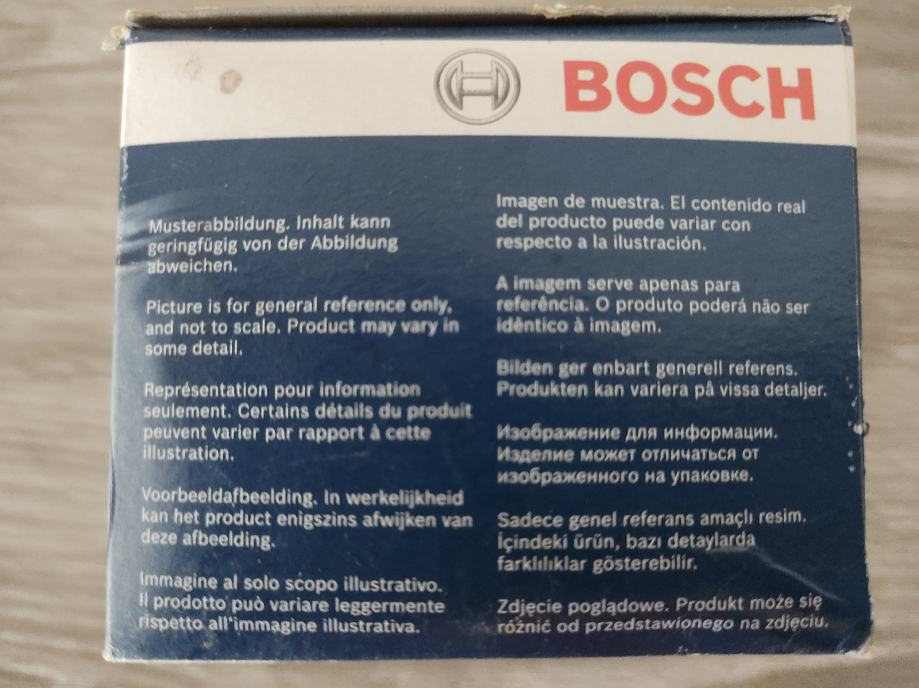 BOSCH
Musterabbildung. Inhalt kann
geringfügig von der Abbildung
abweichen.
Picture is for general reference only,
and not to scale. Product may vary in
some detail.
Représentation pour information
seulement. Certains détails du produit
peuvent varier par rapport à cette
illustration.
Voorbeeldafbeelding. In werkelijkheid
kan het product enigszins afwijken van
deze afbeelding.
Immagine al solo scopo illustrativo.
Il prodotto può variare leggermente
rispetto all'immagine illustrativa.
Imagen de muestra. El contenido real
del producto puede variar con
respecto a la ilustración.
A imagem serve apenas para
referência. O produto poderá não ser
idêntico à imagem.
Bilden ger enbart generell referens.
Produkten kan variera på vissa detaljer.
Изображение для информации.
Изделие может отличаться от
изображенного на упаковке.
Sadece genel referans amaçlı resim.
İçindeki ürün, bazı detaylarda
farklılıklar gösterebilir.
Zdjęcie poglądowe. Produkt może się
różnić od przedstawionego na zdjęciu.